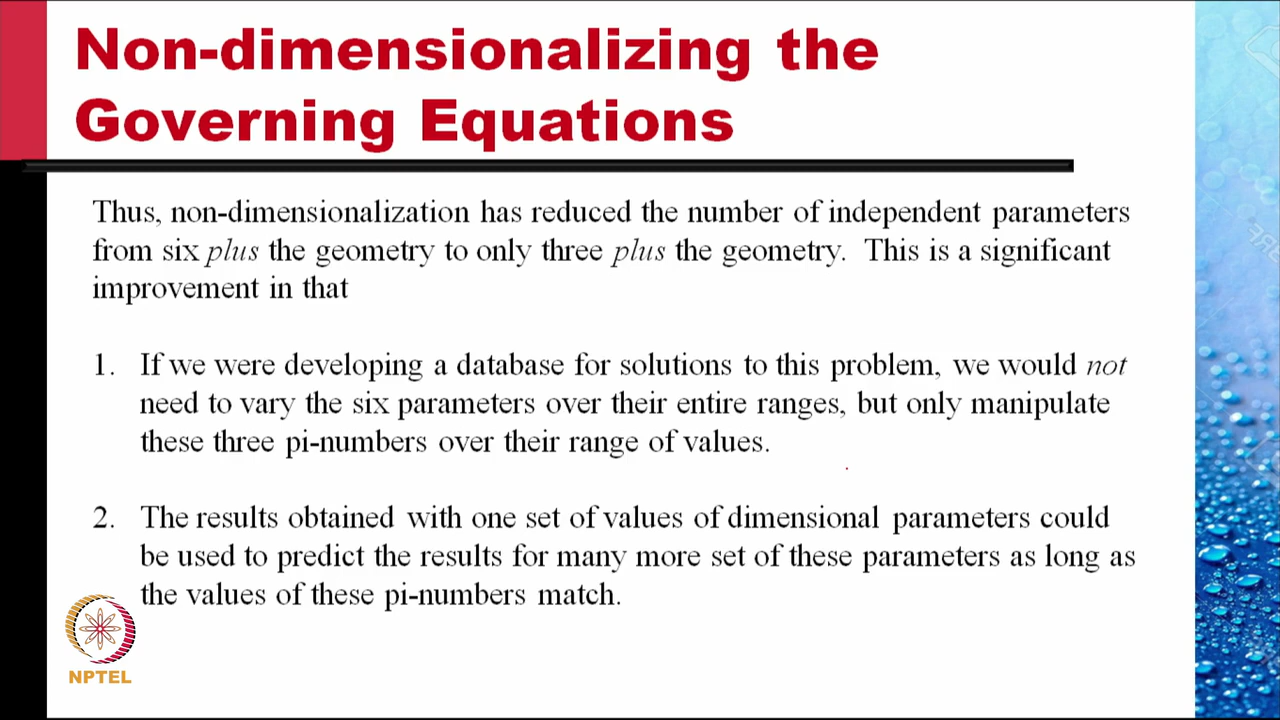 Non-dimensionalizing the
Governing Equations
Thus, non-dimensionalization has reduced the number of independent parameters
from six plus the geometry to only three plus the geometry. This is a significant
improvement in that
1. If we were developing a database for solutions to this problem, we would not
need to vary the six parameters over their entire ranges, but only manipulate
these three pi-numbers over their range of values.
2. The results obtained with one set of values of dimensional parameters could
be used to predict the results for many more set of these parameters as long as
the values of these pi-numbers match.
NPTEL